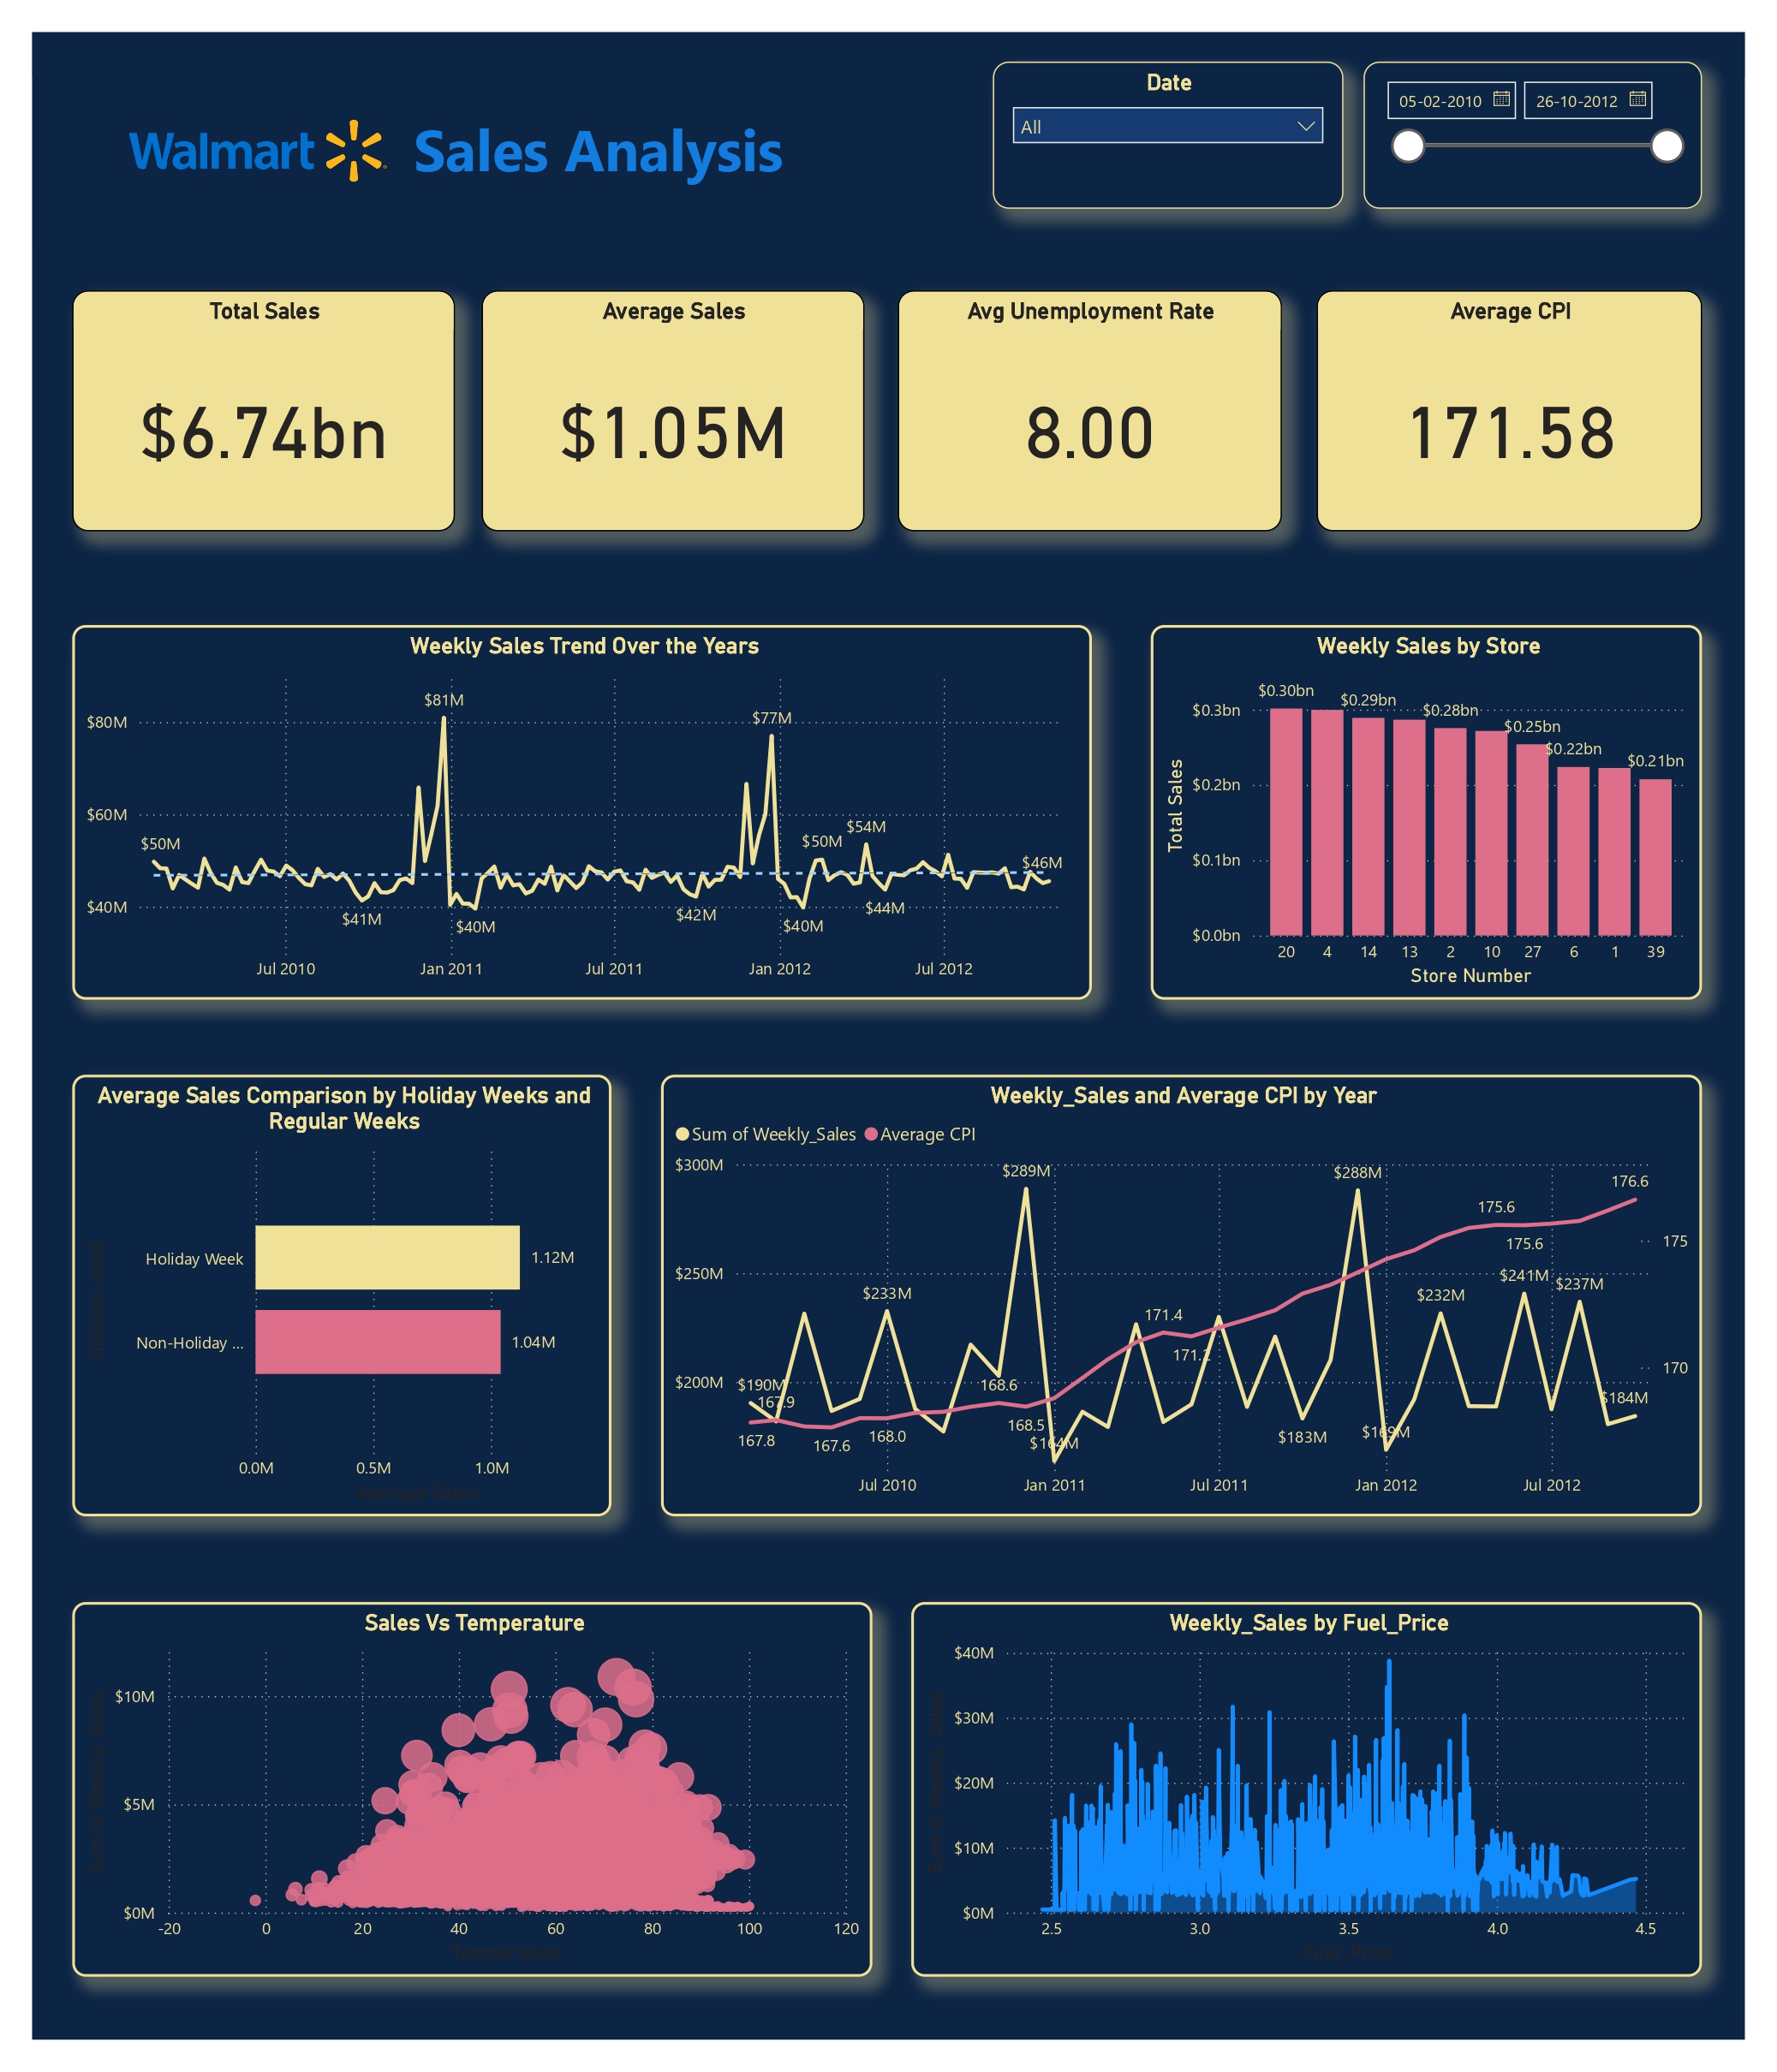 Date
All
05-02-2010
26-10-2012
Walmart Sales Analysis
Total Sales
$6.74bn
Average Sales
$1.05M
Avg Unemployment Rate
8.00
Average CPI
171.58
Weekly Sales Trend Over the Years
$80M
$60M
$40M
$50M
$41M
$81M
$40M
$42M
$77M
$40M
$50M
$54M
$44M
$46M
Jul 2010
Jan 2011
Jul 2011
Jan 2012
Jul 2012
Weekly Sales by Store
Total Sales
$0.3bn
$0.2bn
$0.1bn
$0.0bn
$0.30bn
$0.29bn
$0.28bn
$0.25bn
$0.22bn
$0.21bn
20 4 14 13 2 10 27 6 1 39
Store Number
Average Sales Comparison by Holiday Weeks and
Regular Weeks
Holiday Label
Holiday Week
1.12M
Non-Holiday ...
1.04M
0.0M 0.5M 1.0M
Average Sales
Weekly_Sales and Average CPI by Year
Sum of Weekly_Sales
Average CPI
$300M
$250M
$200M
$190M
167.9
167.8
167.6
$233M
168.0
168.6
$289M
168.5
$164M
171.4
171.2
$183M
$288M
$169M
$232M
175.6
175.6
$241M
$237M
$184M
176.6
175
170
Jul 2010
Jan 2011
Jul 2011
Jan 2012
Jul 2012
Sales Vs Temperature
Sum of Weekly_Sales
$10M
$5M
$0M
-20 0 20 40 60 80 100 120
Temperature
Weekly_Sales by Fuel_Price
Sum of Weekly_Sales
$40M
$30M
$20M
$10M
$0M
2.5 3.0 3.5 4.0 4.5
Fuel_Price